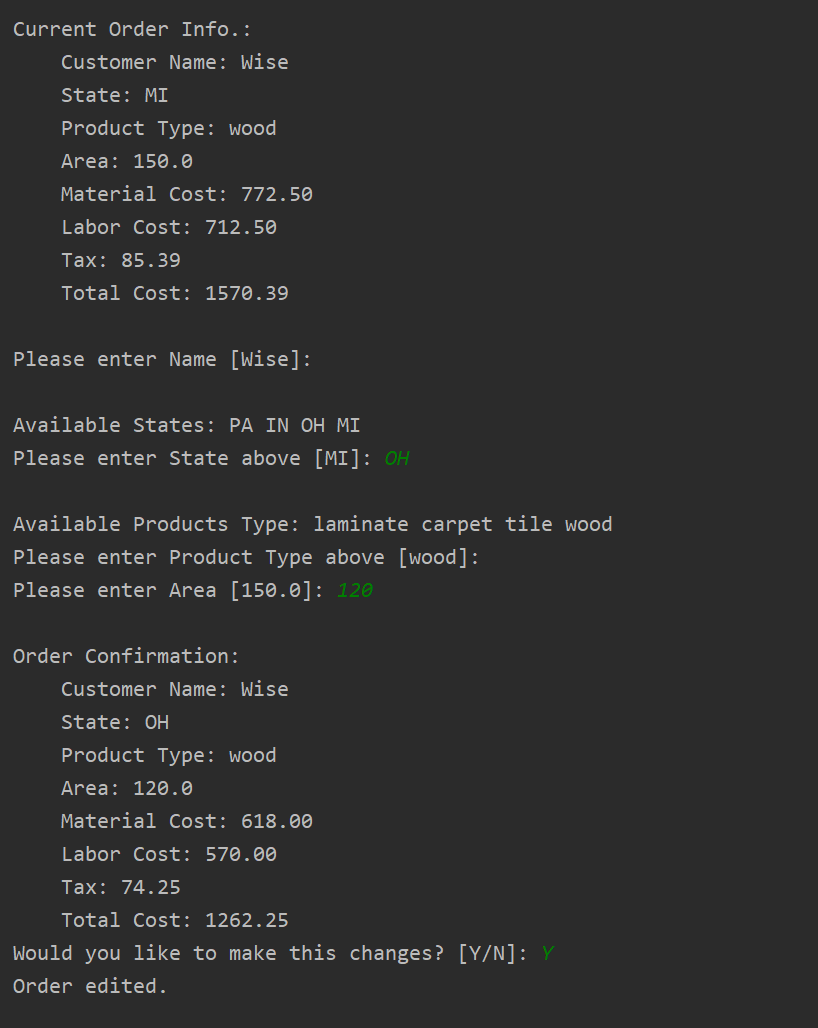 Current Order Info.:
Customer Name: Wise
State: MI
Product Type: wood
Area: 150.0
Material Cost: 772.50
Labor Cost: 712.50
Tax: 85.39
Total Cost: 1570.39
Please enter Name [Wise]:
Available States: PA IN OH MI
Please enter State above [MI]: OH
Available Products Type: laminate carpet tile wood
Please enter Product Type above [wood]:
Please enter Area [150.0]: 120
Order Confirmation:
Customer Name: Wise
State: OH
Product Type: wood
Area: 120.0
Material Cost: 618.00
Labor Cost: 570.00
Tax: 74.25
Total Cost: 1262.25
Would you like to make this changes? [Y/N]: Y
Order edited.